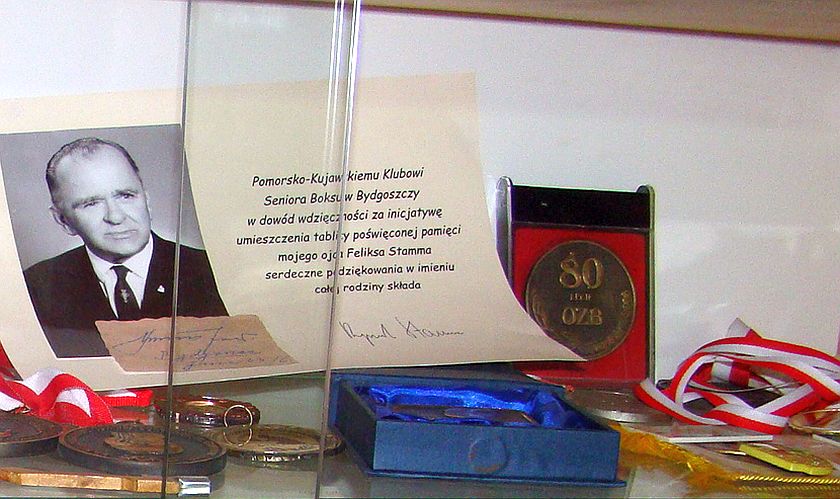 Pomorsko-Kujawskiemu Klubowi
Seniora Boksu w Bydgoszczy
w dowód wdzięczności za inicjatywę
umieszczenia tablicy poświęconej pamięci
mojego ojca Feliksa Stamma
serdeczne podziękowania w imieniu
całej rodziny składa
80
LECIE
OZB